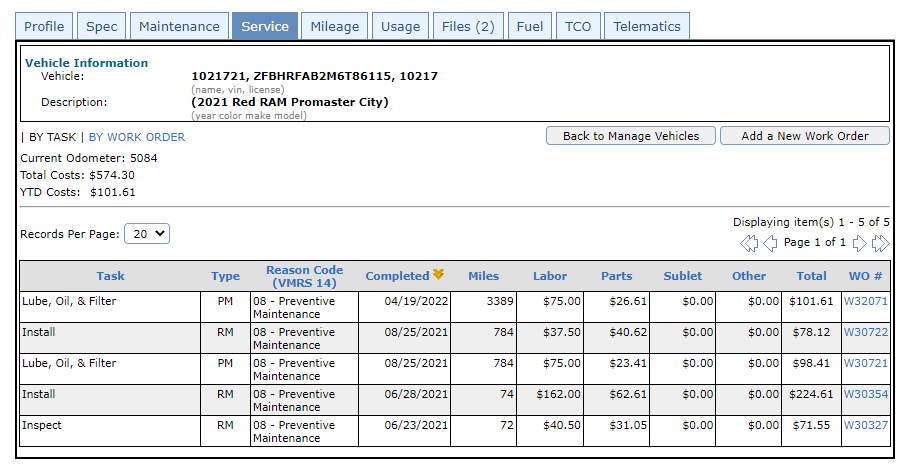 Profile Spec Maintenance Service Mileage Usage Files (2) Fuel TCO Telematics
Vehicle Information
Vehicle: 1021721, ZFBHRFAB2M6T86115, 10217
(name, vin, license)
Description: (2021 Red RAM Promaster City)
(year color make model)
| BY TASK | BY WORK ORDER Back to Manage Vehicles Add a New Work Order
Current Odometer: 5084
Total Costs: $574.30
YTD Costs: $101.61
Displaying item(s) 1 - 5 of 5
Records Per Page: 20
Page 1 of 1
Task Type Reason Code (VMRS 14) Completed Miles Labor Parts Sublet Other Total WO #
Lube, Oil, & Filter PM 08 - Preventive 04/19/2022 3389 $75.00 $26.61 $0.00 $0.00 $101.61 W32071
Maintenance
Install RM 08 - Preventive 08/25/2021 784 $37.50 $40.62 $0.00 $0.00 $78.12 W30722
Maintenance
Lube, Oil, & Filter PM 08 - Preventive 08/25/2021 784 $75.00 $23.41 $0.00 $0.00 $98.41 W30721
Maintenance
Install RM 08 - Preventive 06/28/2021 74 $162.00 $62.61 $0.00 $0.00 $224.61 W30354
Maintenance
Inspect RM 08 - Preventive 06/23/2021 72 $40.50 $31.05 $0.00 $0.00 $71.55 W30327
Maintenance